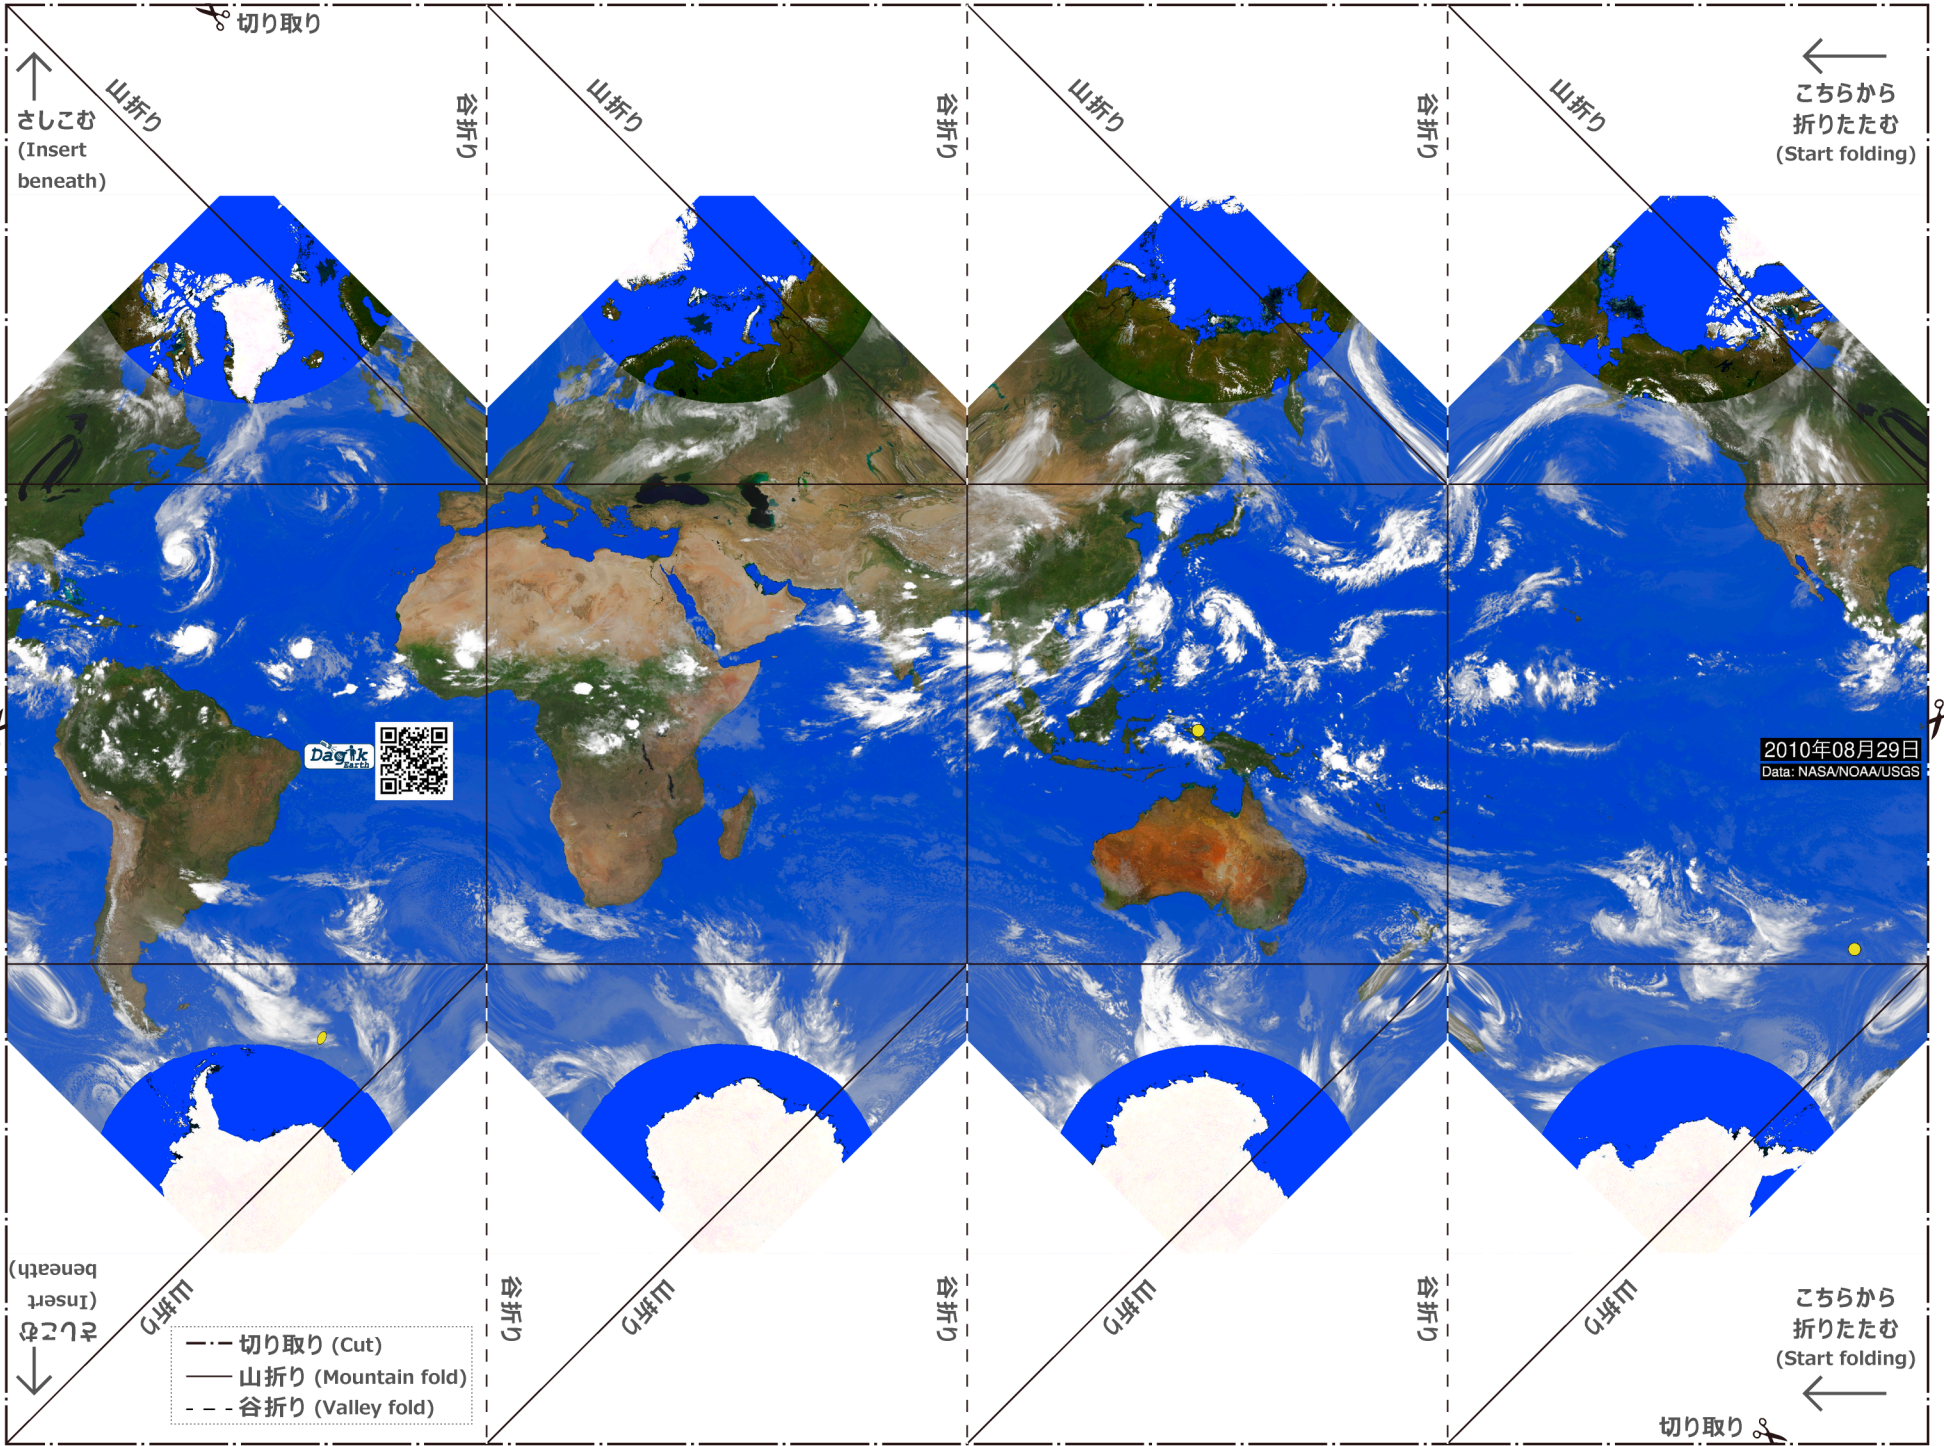 切り取り
さしこむ
(Insert
beneath)
山折り
谷折り
山折り
谷折り
山折り
谷折り
山折り
こちらから
折りたたむ
(Start folding)
Dagik
Earth
2010年08月29日
Data: NASA/NOAA/USGS
さしこむ
(Insert
beneath)
山折り
谷折り
山折り
谷折り
山折り
谷折り
山折り
こちらから
折りたたむ
(Start folding)
切り取り (Cut)
山折り (Mountain fold)
谷折り (Valley fold)
切り取り